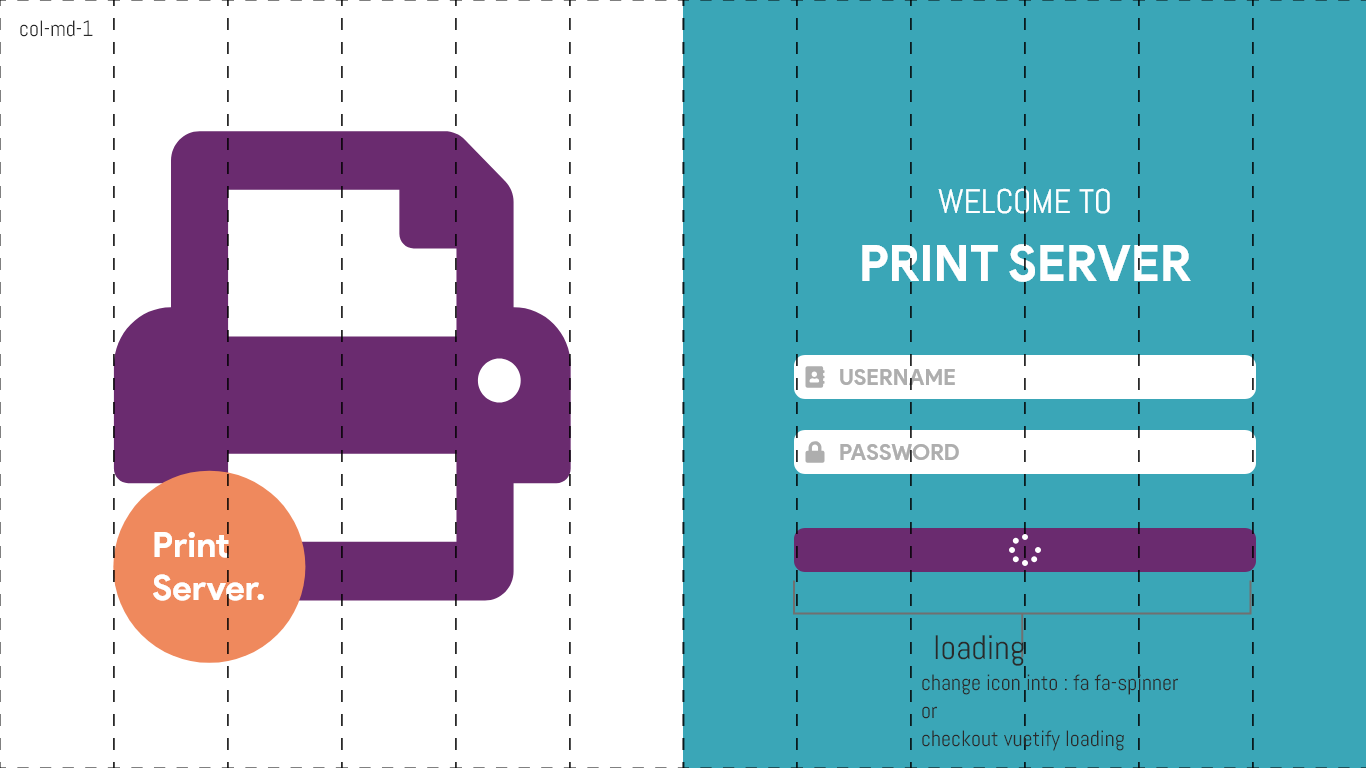 col-md-1
Print
Server.
WELCOME TO
PRINT SERVER
USERNAME
PASSWORD
loading
change icon into : fa fa-spinner
or
checkout vuetify loading